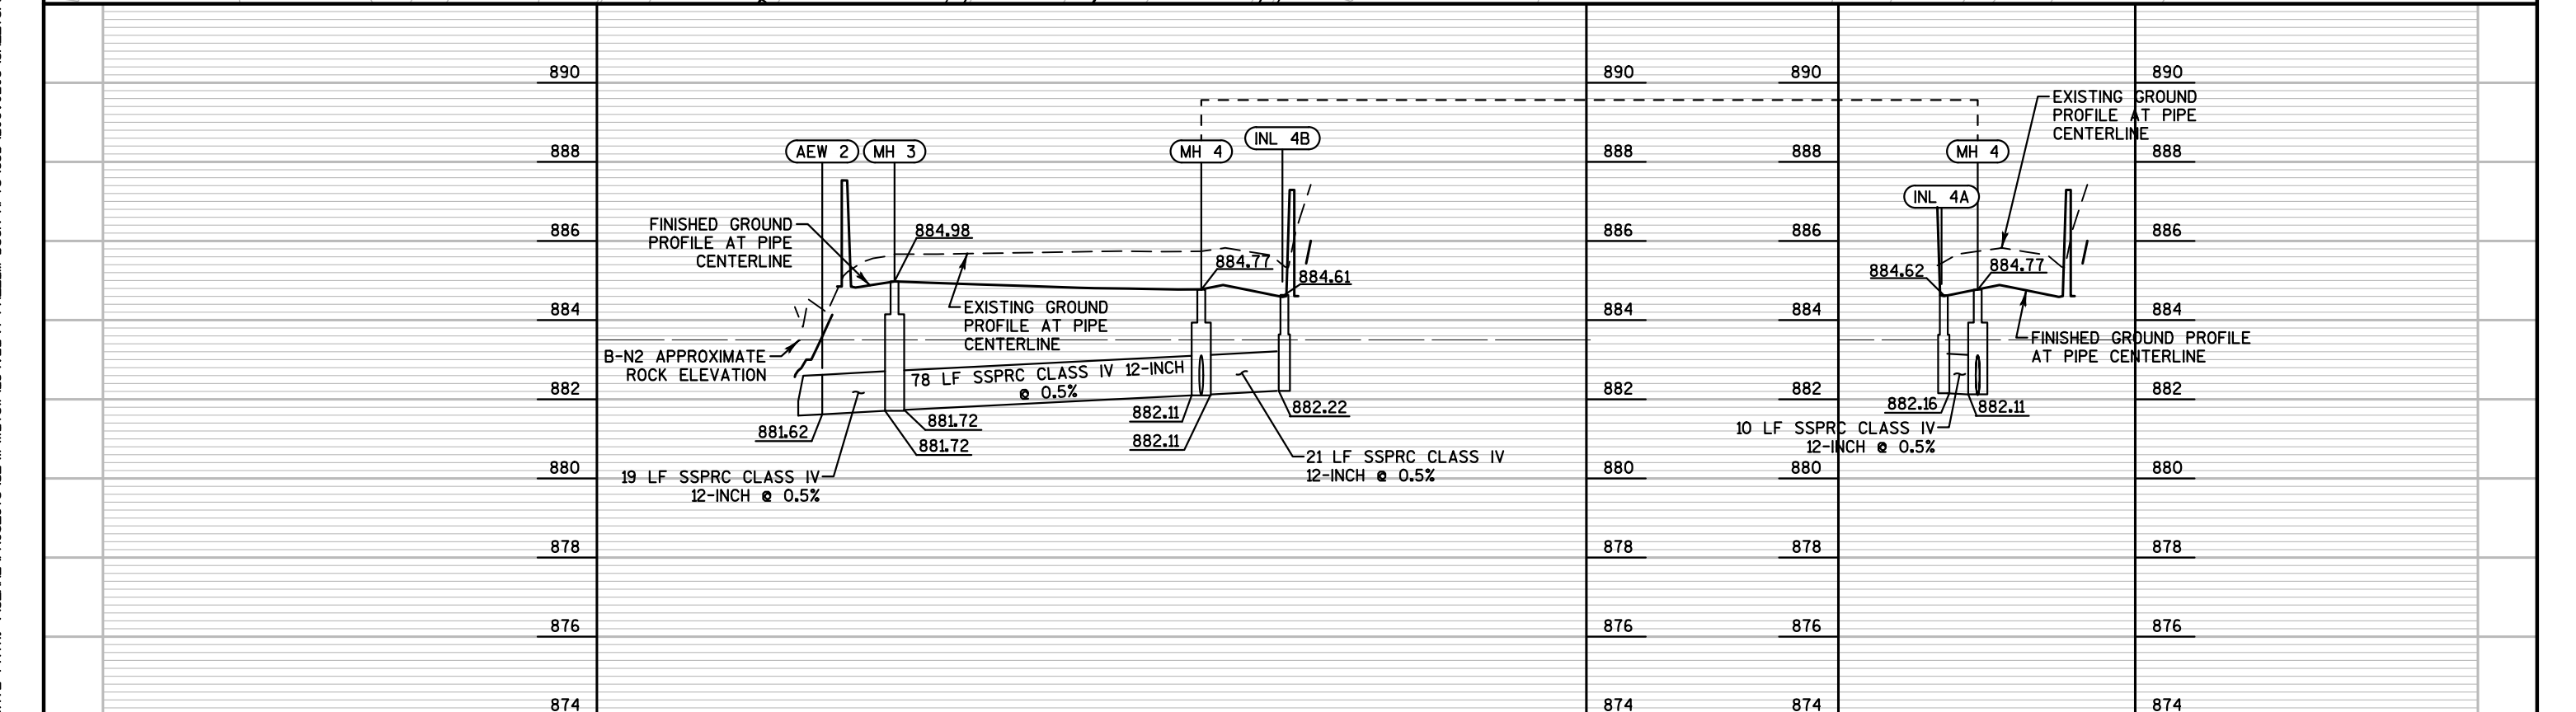 890
888
886
884
882
880
878
876
874
AEW 2
MH 3
MH 4
INL 4B
FINISHED GROUND
PROFILE AT PIPE
CENTERLINE
884.98
884.77
884.61
EXISTING GROUND
PROFILE AT PIPE
CENTERLINE
B-N2 APPROXIMATE
ROCK ELEVATION
78 LF SSPRC CLASS IV 12-INCH
@ 0.5%
881.62
881.72
881.72
882.11
882.11
882.22
19 LF SSPRC CLASS IV
12-INCH @ 0.5%
21 LF SSPRC CLASS IV
12-INCH @ 0.5%
890
888
886
884
882
880
878
876
874
890
888
886
884
882
880
878
876
874
EXISTING GROUND
PROFILE AT PIPE
CENTERLINE
MH 4
INL 4A
884.62
884.77
FINISHED GROUND PROFILE
AT PIPE CENTERLINE
882.16
882.11
10 LF SSPRC CLASS IV
12-INCH @ 0.5%
890
888
886
884
882
880
878
876
874